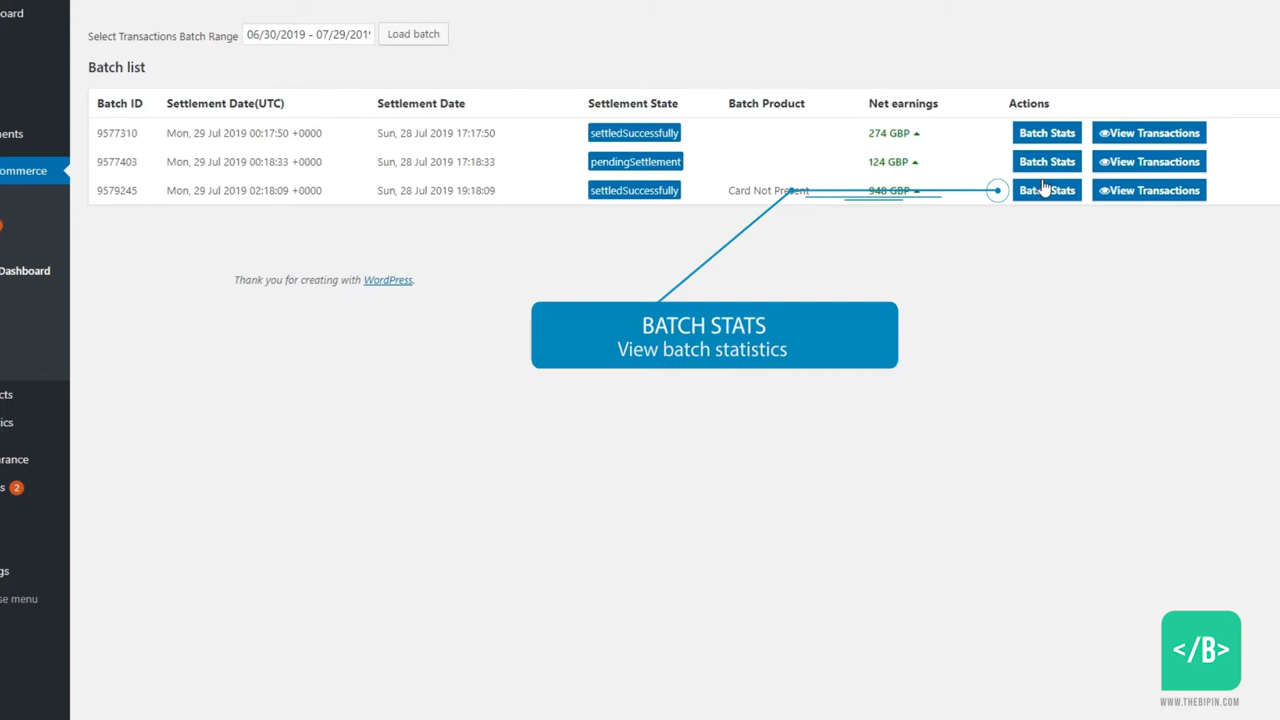 oard
Select Transactions Batch Range 06/30/2019 - 07/29/201 Load batch
Batch list
Batch ID Settlement Date(UTC) Settlement Date Settlement State Batch Product Net earnings Actions
9577310 Mon, 29 Jul 2019 00:17:50 +0000 Sun, 28 Jul 2019 17:17:50 settledSuccessfully 274 GBP Batch Stats View Transactions
9577403 Mon, 29 Jul 2019 00:18:33 +0000 Sun, 28 Jul 2019 17:18:33 pendingSettlement 124 GBP Batch Stats View Transactions
9579245 Mon, 29 Jul 2019 02:18:09 +0000 Sun, 28 Jul 2019 19:18:09 settledSuccessfully Card Not Present 948 GBP Batch Stats View Transactions
ments
ommerce
Dashboard
Thank you for creating with WordPress.
BATCH STATS
View batch statistics
cts
tics
arance
s 2
gs
se menu
</B>
WWW.THEBIPIN.COM